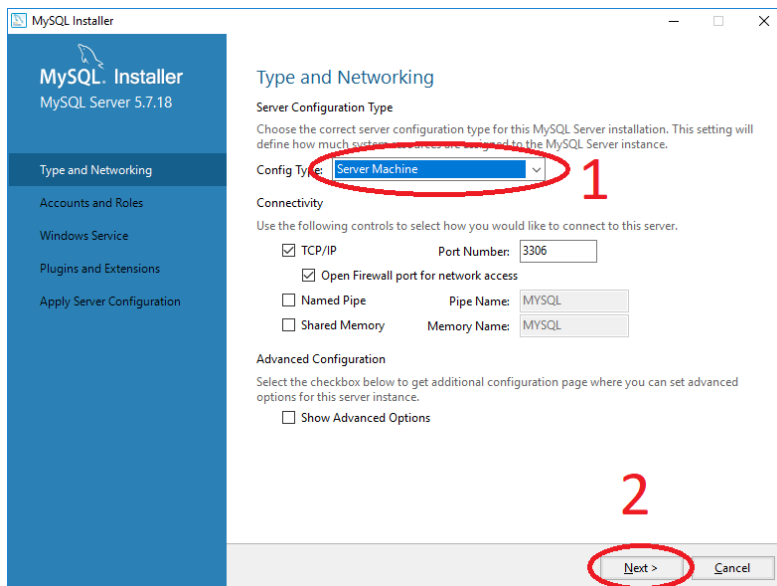 MySQL Installer
MySQL. Installer
MySQL Server 5.7.18
Type and Networking
Accounts and Roles
Windows Service
Plugins and Extensions
Apply Server Configuration
Type and Networking
Server Configuration Type
Choose the correct server configuration type for this MySQL Server installation. This setting will
define how much system resources are assigned to the MySQL Server instance.
Config Type: Server Machine
1
Connectivity
Use the following controls to select how you would like to connect to this server.
TCP/IP Port Number: 3306
Open Firewall port for network access
Named Pipe Pipe Name: MYSQL
Shared Memory Memory Name: MYSQL
Advanced Configuration
Select the checkbox below to get additional configuration page where you can set advanced
options for this server instance.
Show Advanced Options
2
Next > Cancel